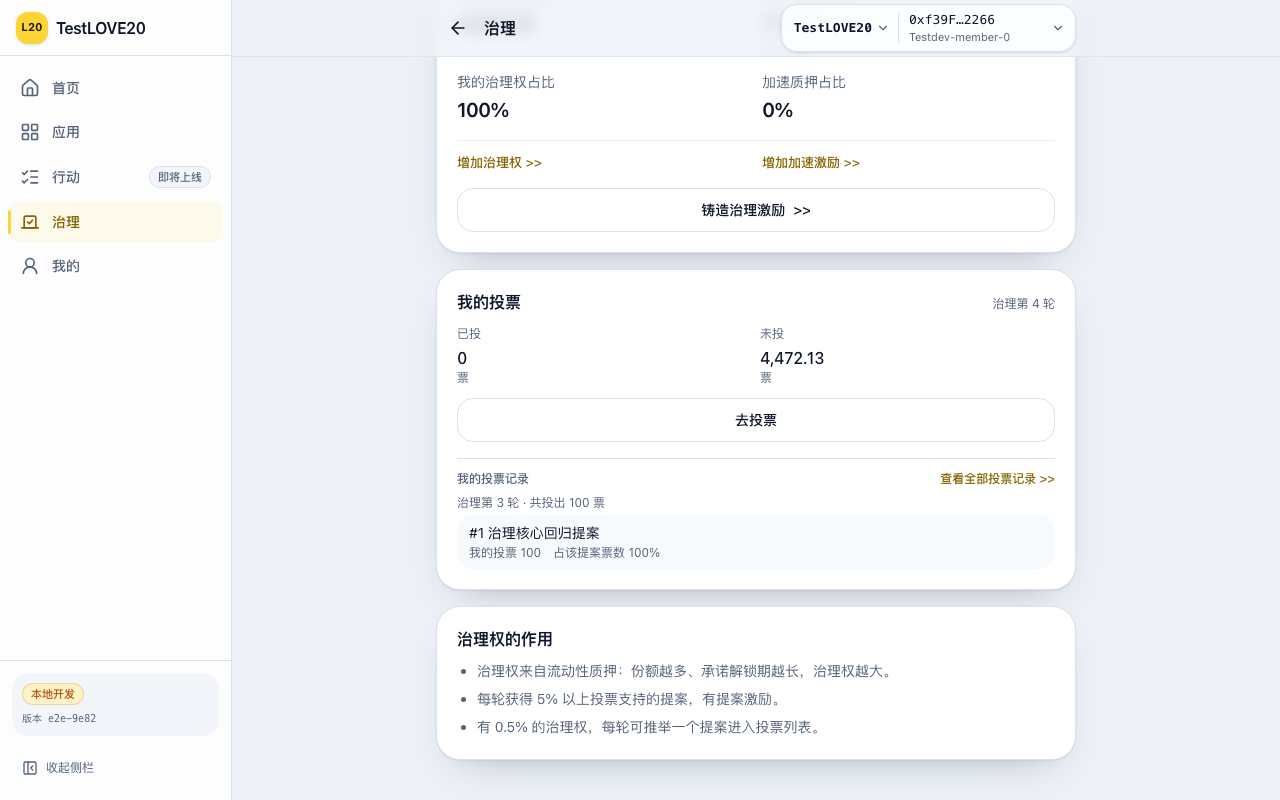 L20 TestLOVE20
首页
应用
行动 即将上线
治理
我的
本地开发
版本 e2e-9e82
收起侧栏
治理
TestLOVE20
0xf39F…2266
Testdev-member-0
我的治理权占比 加速质押占比
100% 0%
增加治理权 >> 增加加速激励 >>
铸造治理激励 >>
我的投票 治理第 4 轮
已投 未投
0 4,472.13
票 票
去投票
我的投票记录 查看全部投票记录 >>
治理第 3 轮 · 共投出 100 票
#1 治理核心回归提案
我的投票 100 占该提案票数 100%
治理权的作用
• 治理权来自流动性质押：份额越多、承诺解锁期越长，治理权越大。
• 每轮获得 5% 以上投票支持的提案，有提案激励。
• 有 0.5% 的治理权，每轮可推举一个提案进入投票列表。